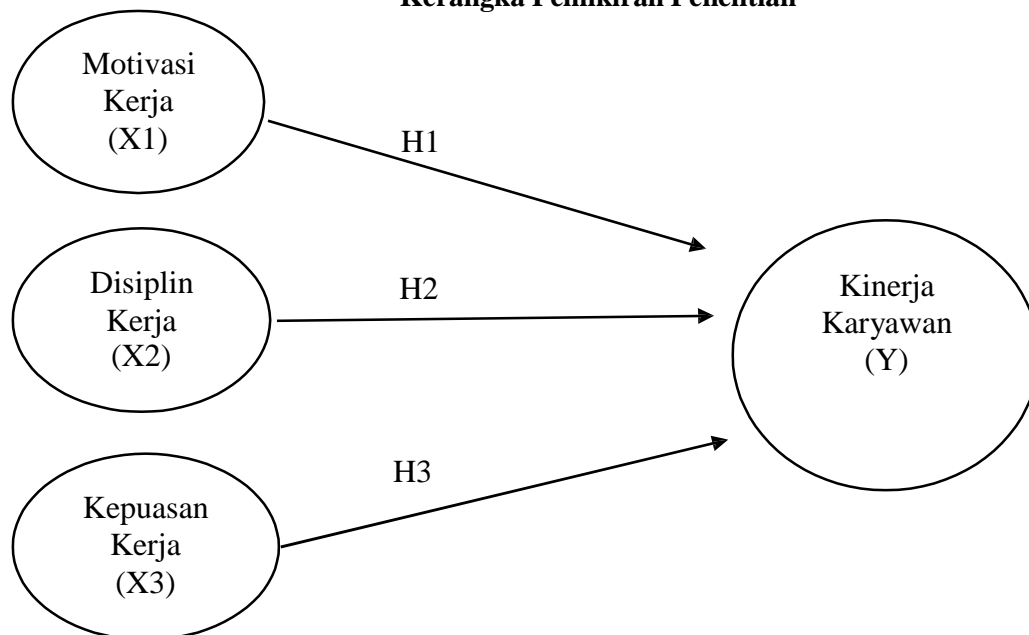 Kerangka Pemikiran Penelitian
Motivasi
Kerja
(X1)
H1
Disiplin
Kerja
(X2)
H2
Kinerja
Karyawan
(Y)
Kepuasan
Kerja
(X3)
H3